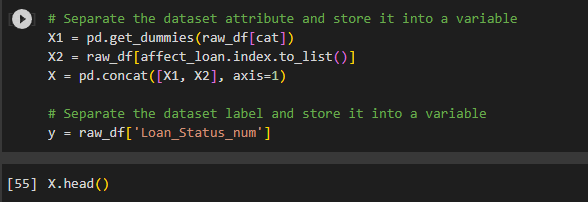 # Separate the dataset attribute and store it into a variable
X1 = pd.get_dummies(raw_df[cat])
X2 = raw_df[affect_loan.index.to_list()]
X = pd.concat([X1, X2], axis=1)
# Separate the dataset label and store it into a variable
y = raw_df['Loan_Status_num']
[55] X.head()